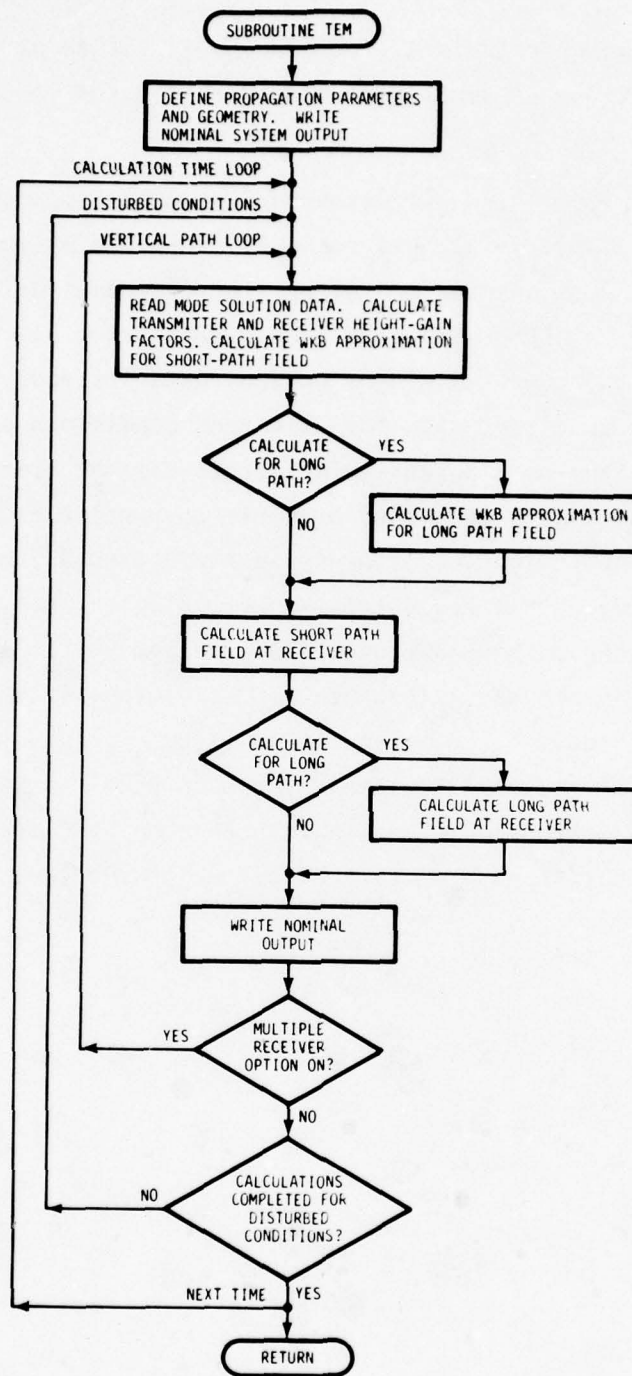 SUBROUTINE TEM
DEFINE PROPAGATION PARAMETERS
AND GEOMETRY. WRITE
NOMINAL SYSTEM OUTPUT
CALCULATION TIME LOOP
DISTURBED CONDITIONS
VERTICAL PATH LOOP
READ MODE SOLUTION DATA. CALCULATE
TRANSMITTER AND RECEIVER HEIGHT-GAIN
FACTORS. CALCULATE WKB APPROXIMATION
FOR SHORT-PATH FIELD
CALCULATE
FOR LONG
PATH?
YES
NO
CALCULATE WKB APPROXIMATION
FOR LONG PATH FIELD
CALCULATE SHORT PATH
FIELD AT RECEIVER
CALCULATE
FOR LONG
PATH?
YES
NO
CALCULATE LONG PATH
FIELD AT RECEIVER
WRITE NOMINAL
OUTPUT
MULTIPLE
RECEIVER
OPTION ON?
YES
NO
CALCULATIONS
COMPLETED FOR
DISTURBED
CONDITIONS?
NO
YES
NEXT TIME
RETURN